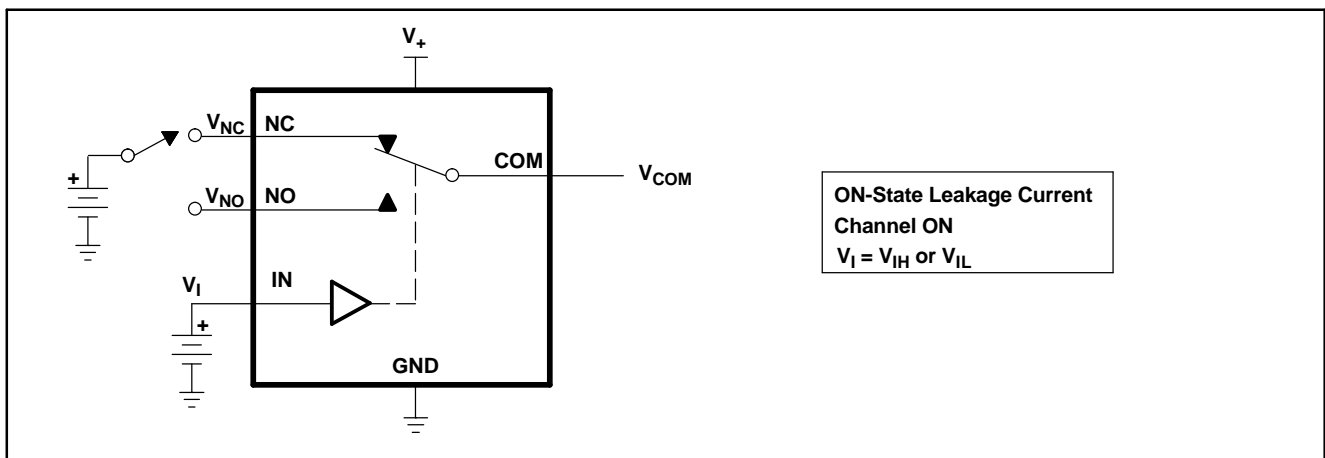 V+
VNC NC
COM
VCOM
+
VNO NO
VI IN
+
GND
ON-State Leakage Current
Channel ON
VI = VIH or VIL